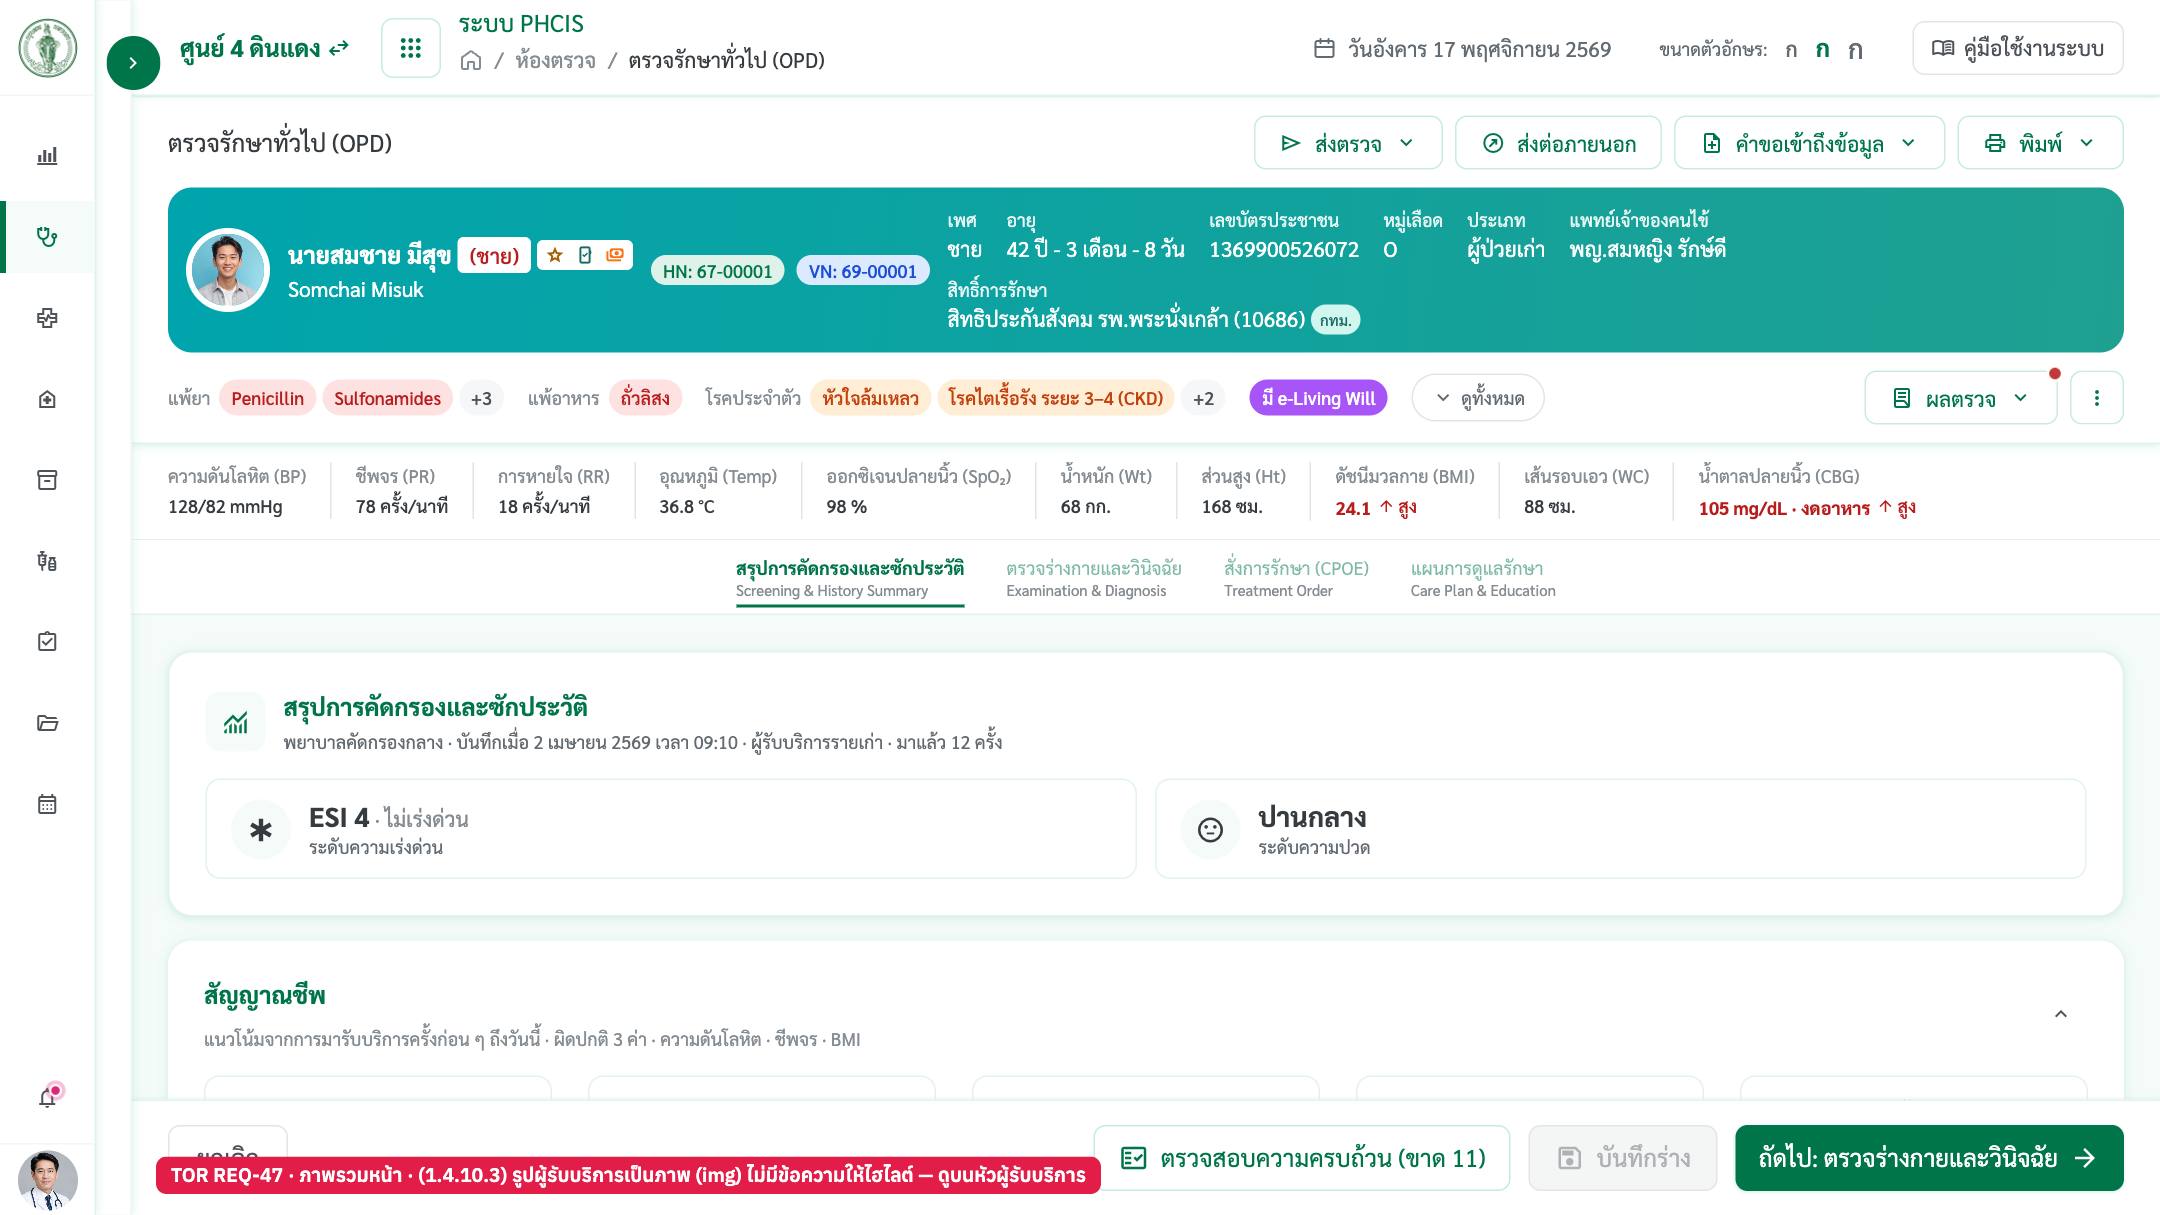 ศูนย์ 4 ดินแดง
ระบบ PHCIS
/ ห้องตรวจ / ตรวจรักษาทั่วไป (OPD)
วันอังคาร 17 พฤศจิกายน 2569
ขนาดตัวอักษร: ก ก ก
คู่มือใช้งานระบบ
ตรวจรักษาทั่วไป (OPD)
ส่งตรวจ
ส่งต่อภายนอก
คำขอเข้าถึงข้อมูล
พิมพ์
นายสมชาย มีสุข (ชาย)
Somchai Misuk
HN: 67-00001
VN: 69-00001
เพศ
ชาย
อายุ
42 ปี - 3 เดือน - 8 วัน
เลขบัตรประชาชน
1369900526072
หมู่เลือด
O
ประเภท
ผู้ป่วยเก่า
แพทย์เจ้าของคนไข้
พญ.สมหญิง รักษ์ดี
สิทธิ์การรักษา
สิทธิประกันสังคม รพ.พระนั่งเกล้า (10686) กทม.
แพ้ยา Penicillin Sulfonamides +3 แพ้อาหาร ถั่วลิสง โรคประจำตัว หัวใจล้มเหลว โรคไตเรื้อรัง ระยะ 3–4 (CKD) +2 มี e-Living Will ดูทั้งหมด
ผลตรวจ
ความดันโลหิต (BP)
128/82 mmHg
ชีพจร (PR)
78 ครั้ง/นาที
การหายใจ (RR)
18 ครั้ง/นาที
อุณหภูมิ (Temp)
36.8 °C
ออกซิเจนปลายนิ้ว (SpO₂)
98 %
น้ำหนัก (Wt)
68 กก.
ส่วนสูง (Ht)
168 ซม.
ดัชนีมวลกาย (BMI)
24.1 ↑ สูง
เส้นรอบเอว (WC)
88 ซม.
น้ำตาลปลายนิ้ว (CBG)
105 mg/dL · งดอาหาร ↑ สูง
สรุปการคัดกรองและซักประวัติ
Screening & History Summary
ตรวจร่างกายและวินิจฉัย
Examination & Diagnosis
สั่งการรักษา (CPOE)
Treatment Order
แผนการดูแลรักษา
Care Plan & Education
สรุปการคัดกรองและซักประวัติ
พยาบาลคัดกรองกลาง · บันทึกเมื่อ 2 เมษายน 2569 เวลา 09:10 · ผู้รับบริการรายเก่า · มาแล้ว 12 ครั้ง
ESI 4 · ไม่เร่งด่วน
ระดับความเร่งด่วน
ปานกลาง
ระดับความปวด
สัญญาณชีพ
แนวโน้มจากการมารับบริการครั้งก่อน ๆ ถึงวันนี้ · ผิดปกติ 3 ค่า · ความดันโลหิต · ชีพจร · BMI
TOR REQ-47 · ภาพรวมหน้า · (1.4.10.3) รูปผู้รับบริการเป็นภาพ (img) ไม่มีข้อความให้ไฮไลต์ — ดูบนหัวผู้รับบริการ
ตรวจสอบความครบถ้วน (ขาด 11)
บันทึกร่าง
ถัดไป: ตรวจร่างกายและวินิจฉัย →